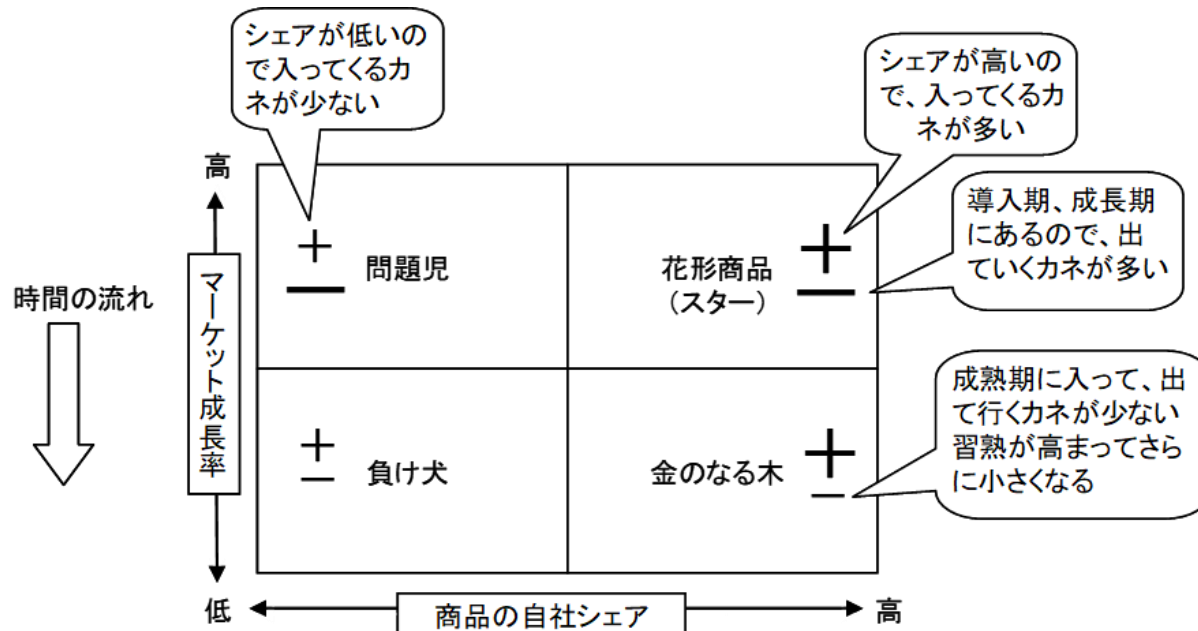 シェアが低いの
で入ってくるカ
ネが少ない
シェアが高いの
で、入ってくるカ
ネが多い
高
導入期、成長期
にあるので、出
ていくカネが多い
+
−
問題児
花形商品
（スター）
+
−
時間の流れ
マーケット成長率
成熟期に入って、出
て行くカネが少ない
習熟が高まってさら
に小さくなる
+
−
負け犬
金のなる木
+
−
低
商品の自社シェア
高